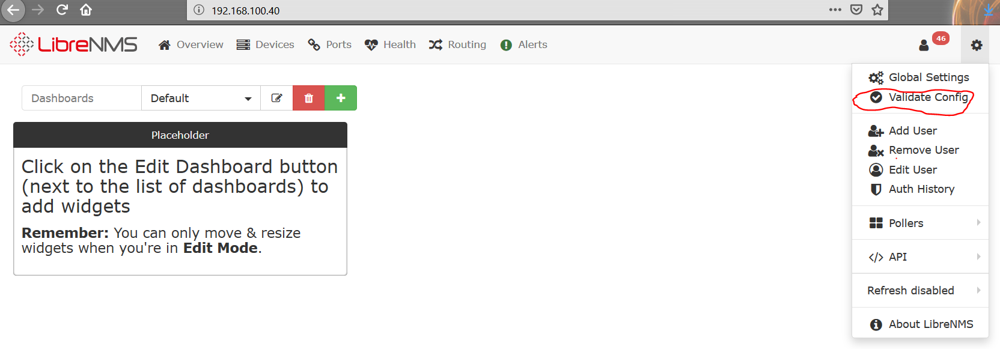 192.168.100.40
LibreNMS Overview Devices Ports Health Routing Alerts 46
Global Settings
Validate Config
Add User
Remove User
Edit User
Auth History
Pollers
API
Refresh disabled
About LibreNMS
Dashboards Default
Placeholder
Click on the Edit Dashboard button
(next to the list of dashboards) to
add widgets
Remember: You can only move & resize
widgets when you're in Edit Mode.